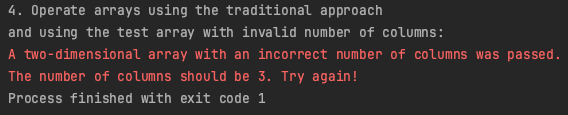 4. Operate arrays using the traditional approach
and using the test array with invalid number of columns:
A two-dimensional array with an incorrect number of columns was passed.
The number of columns should be 3. Try again!
Process finished with exit code 1